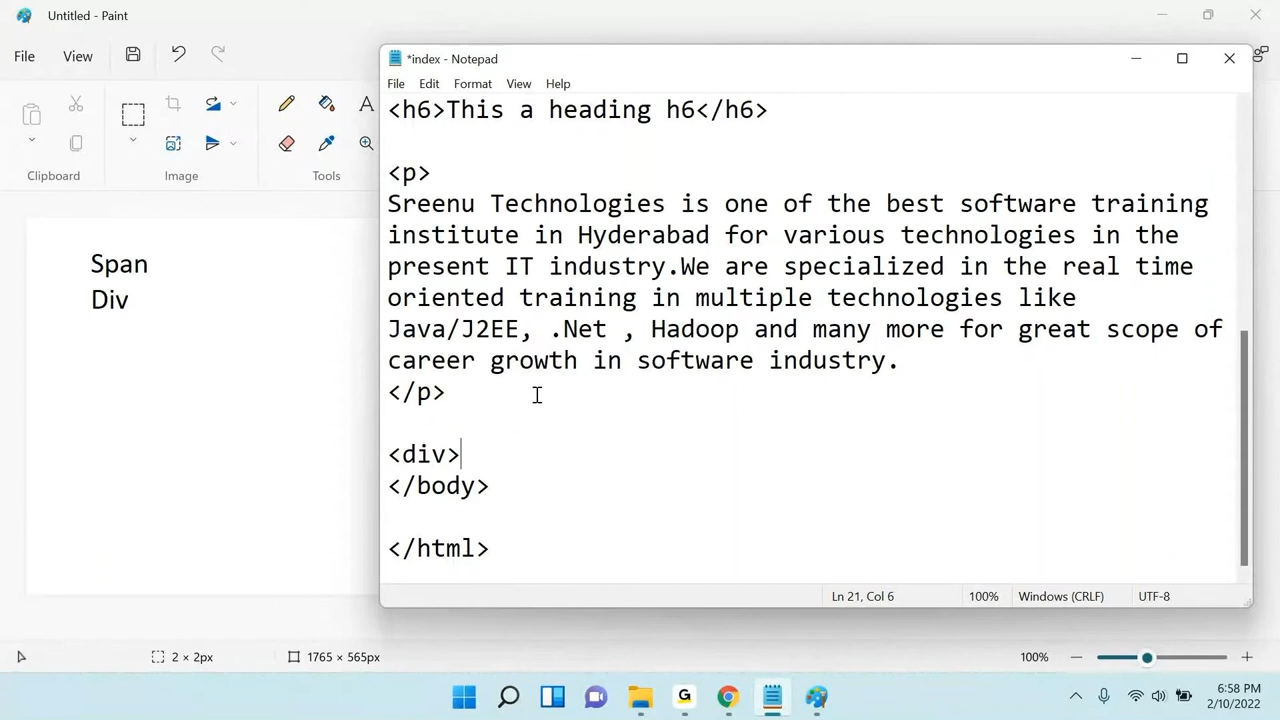 Untitled - Paint
File
View
Clipboard
Image
Tools
Span
Div
*index - Notepad
File Edit Format View Help
<h6>This a heading h6</h6>
<p>
Sreenu Technologies is one of the best software training
institute in Hyderabad for various technologies in the
present IT industry.We are specialized in the real time
oriented training in multiple technologies like
Java/J2EE, .Net , Hadoop and many more for great scope of
career growth in software industry.
</p>
<div>
</body>
</html>
Ln 21, Col 6
100%
Windows (CRLF)
UTF-8
2 × 2px
1765 × 565px
100%
G
6:58 PM
2/10/2022